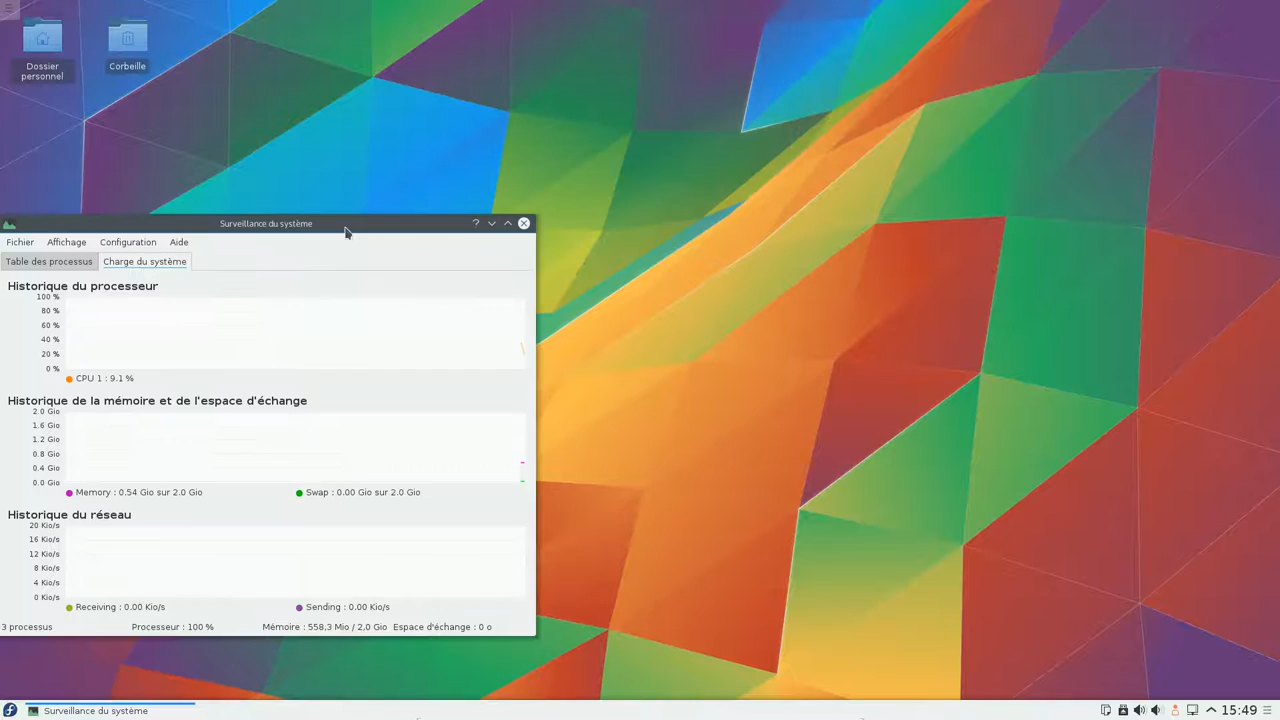 Dossier
personnel
Corbeille
Surveillance du système
Fichier Affichage Configuration Aide
Table des processus Charge du système
Historique du processeur
100 %
80 %
60 %
40 %
20 %
0 %
CPU 1 : 9.1 %
Historique de la mémoire et de l'espace d'échange
2.0 Gio
1.6 Gio
1.2 Gio
0.8 Gio
0.4 Gio
0.0 Gio
Memory : 0.54 Gio sur 2.0 Gio Swap : 0.00 Gio sur 2.0 Gio
Historique du réseau
20 Kio/s
16 Kio/s
12 Kio/s
8 Kio/s
4 Kio/s
0 Kio/s
Receiving : 0.00 Kio/s Sending : 0.00 Kio/s
3 processus Processeur : 100 % Mémoire : 558,3 Mio / 2,0 Gio Espace d'échange : 0 o
Surveillance du système 15:49